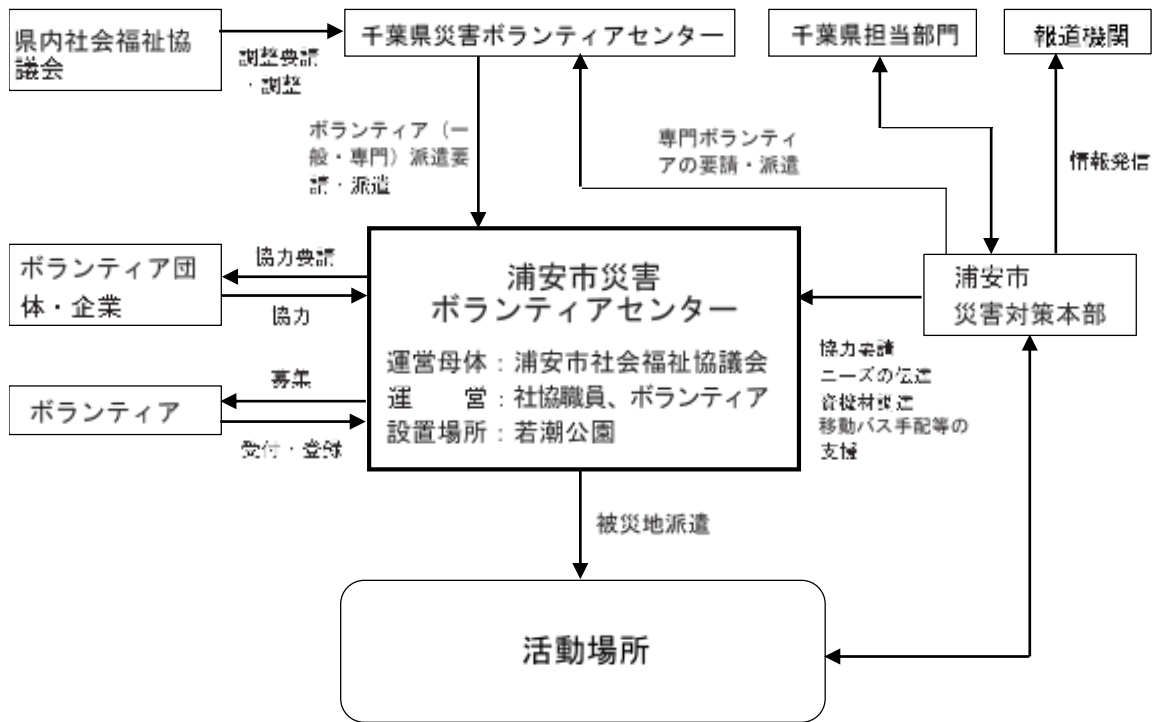 県内社会福祉協
議会
調整要請
・調整
千葉県災害ボランティアセンター
千葉県担当部門
報道機関
ボランティア（一
般・専門）派遣要
請・派遣
専門ボランティ
アの要請・派遣
情報発信
ボランティア団
体・企業
協力要請
協力
浦安市災害
ボランティアセンター
運営母体：浦安市社会福祉協議会
運　　営：社協職員、ボランティア
設置場所：若潮公園
浦安市
災害対策本部
ボランティア
募集
受付・登録
協力要請
ニーズの伝達
資機材調達
移動バス手配等の
支援
被災地派遣
活動場所